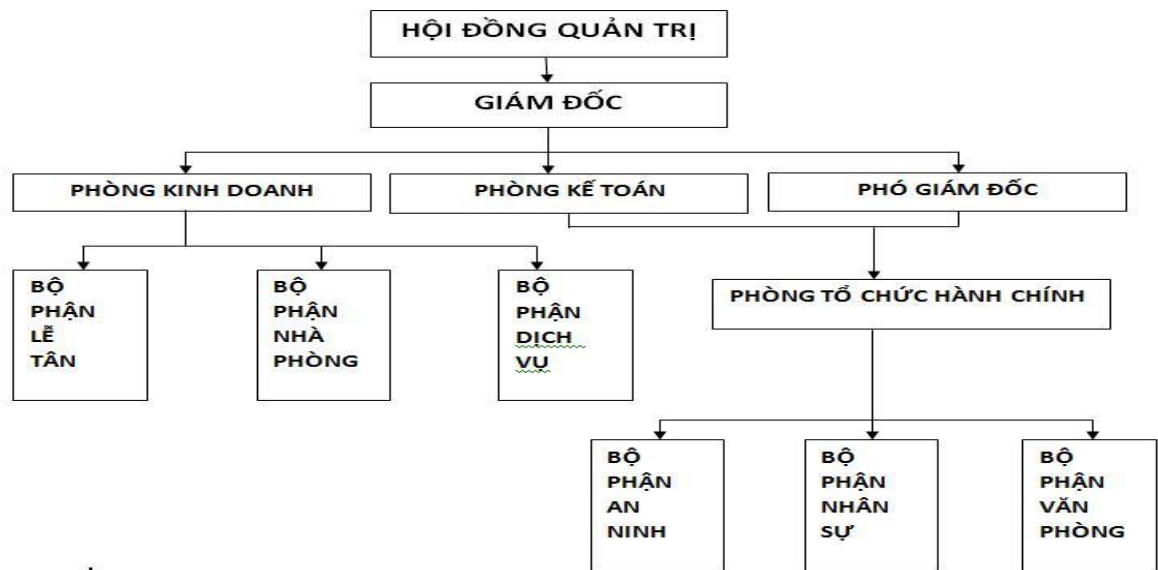 HỘI ĐỒNG QUẢN TRỊ
GIÁM ĐỐC
PHÒNG KINH DOANH
PHÒNG KẾ TOÁN
PHÓ GIÁM ĐỐC
BỘ
PHẬN
LỄ
TÂN
BỘ
PHẬN
NHÀ
PHÒNG
BỘ
PHẬN
DỊCH
VỤ
PHÒNG TỔ CHỨC HÀNH CHÍNH
BỘ
PHẬN
AN
NINH
BỘ
PHẬN
NHÂN
SỰ
BỘ
PHẬN
VĂN
PHÒNG